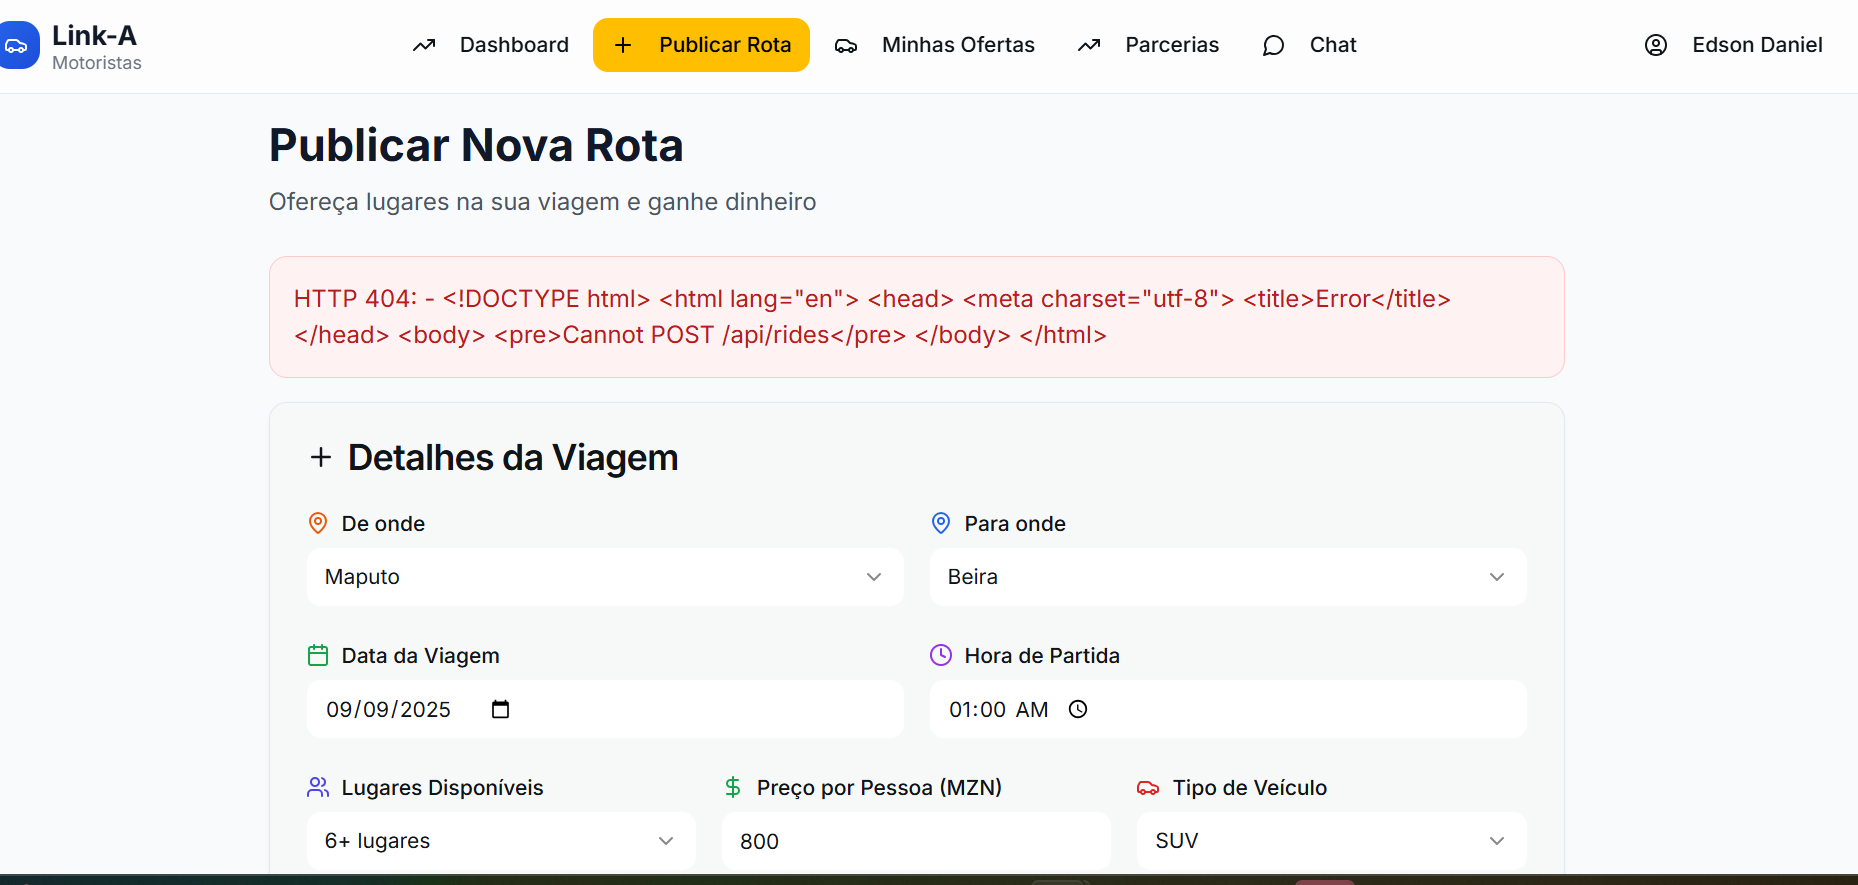 Link-A
Motoristas
Dashboard
Publicar Rota
Minhas Ofertas
Parcerias
Chat
Edson Daniel
Publicar Nova Rota
Ofereça lugares na sua viagem e ganhe dinheiro
HTTP 404: - <!DOCTYPE html> <html lang="en"> <head> <meta charset="utf-8"> <title>Error</title>
</head> <body> <pre>Cannot POST /api/rides</pre> </body> </html>
Detalhes da Viagem
De onde
Para onde
Maputo
Beira
Data da Viagem
Hora de Partida
09/09/2025
01:00 AM
Lugares Disponíveis
Preço por Pessoa (MZN)
Tipo de Veículo
6+ lugares
800
SUV